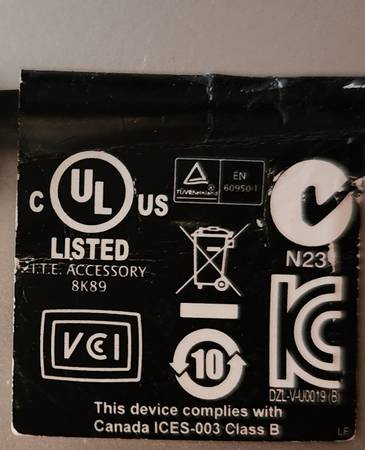 C UL US
LISTED
I.T.E. ACCESSORY
8K89
TÜVRheinland
EN
60950-1
N23
VCI
10
DZL-V-U0019 (B)
This device complies with
Canada ICES-003 Class B
LF